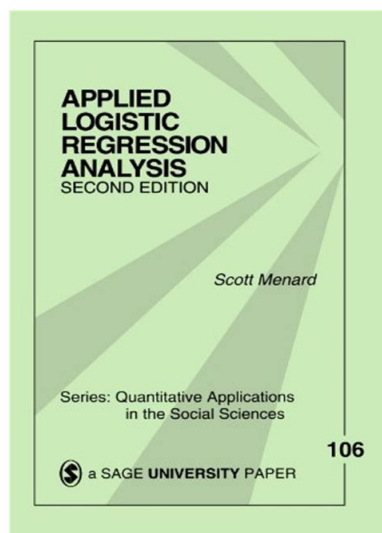 APPLIED
LOGISTIC
REGRESSION
ANALYSIS
SECOND EDITION
Scott Menard
Series: Quantitative Applications
in the Social Sciences
106
S a SAGE UNIVERSITY PAPER